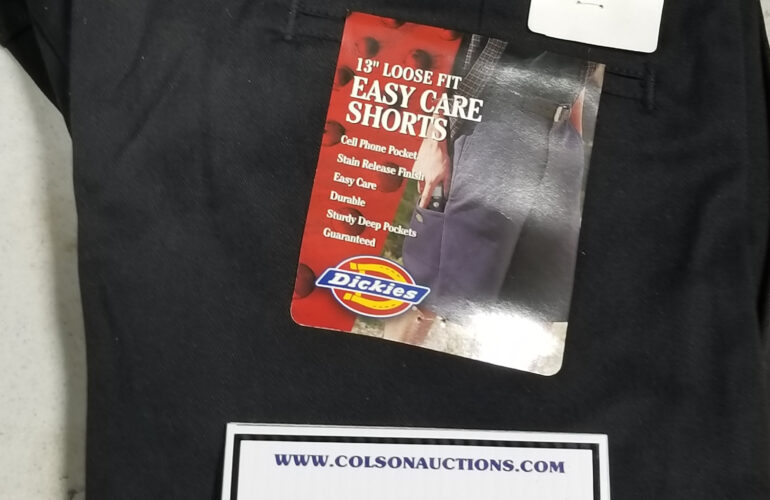 13" LOOSE FIT
EASY CARE
SHORTS
Cell Phone Pocket
Stain Release Finish
Easy Care
Durable
Sturdy Deep Pockets
Guaranteed
Dickies
WWW.COLSONAUCTIONS.COM